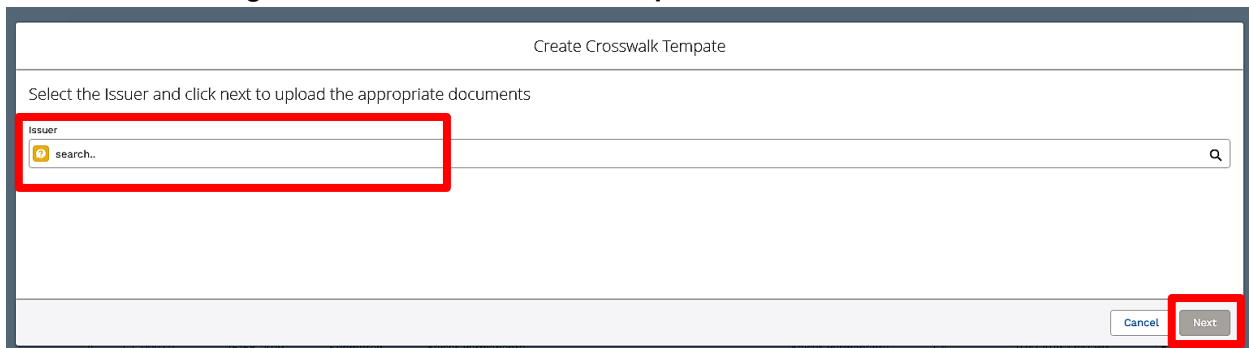 Create Crosswalk Tempate
Select the Issuer and click next to upload the appropriate documents
Issuer
search..
Cancel
Next